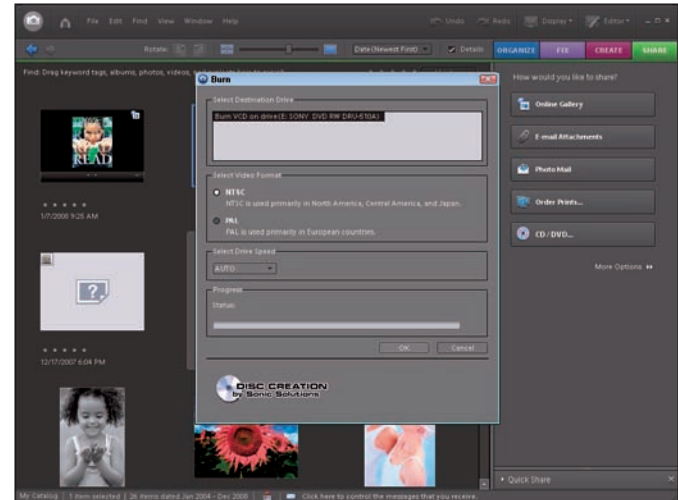 File Edit Find View Window Help
Undo Redo Display Editor
Rotate: Date (Newest First) Details ORGANIZE FIX CREATE SHARE
Find: Drag keyword tags, albums, photos, videos,
How would you like to share?
Burn
Select Destination Drive
Burn VCD on drive(E: SONY DVD RW DRU-510A)
Select Video Format
NTSC
NTSC is used primarily in North America, Central America, and Japan.
PAL
PAL is used primarily in European countries.
Select Drive Speed
AUTO
Progress
Status:
OK Cancel
DISC CREATION
by Sonic Solutions
READ
1/7/2008 9:25 AM
?
12/17/2007 6:04 PM
Online Gallery
E-mail Attachments
Photo Mail
Order Prints...
CD / DVD...
More Options
Quick Share
My Catalog 1 item selected 26 items dated Jan 2004 - Dec 2008 Click here to control the messages that you receive.